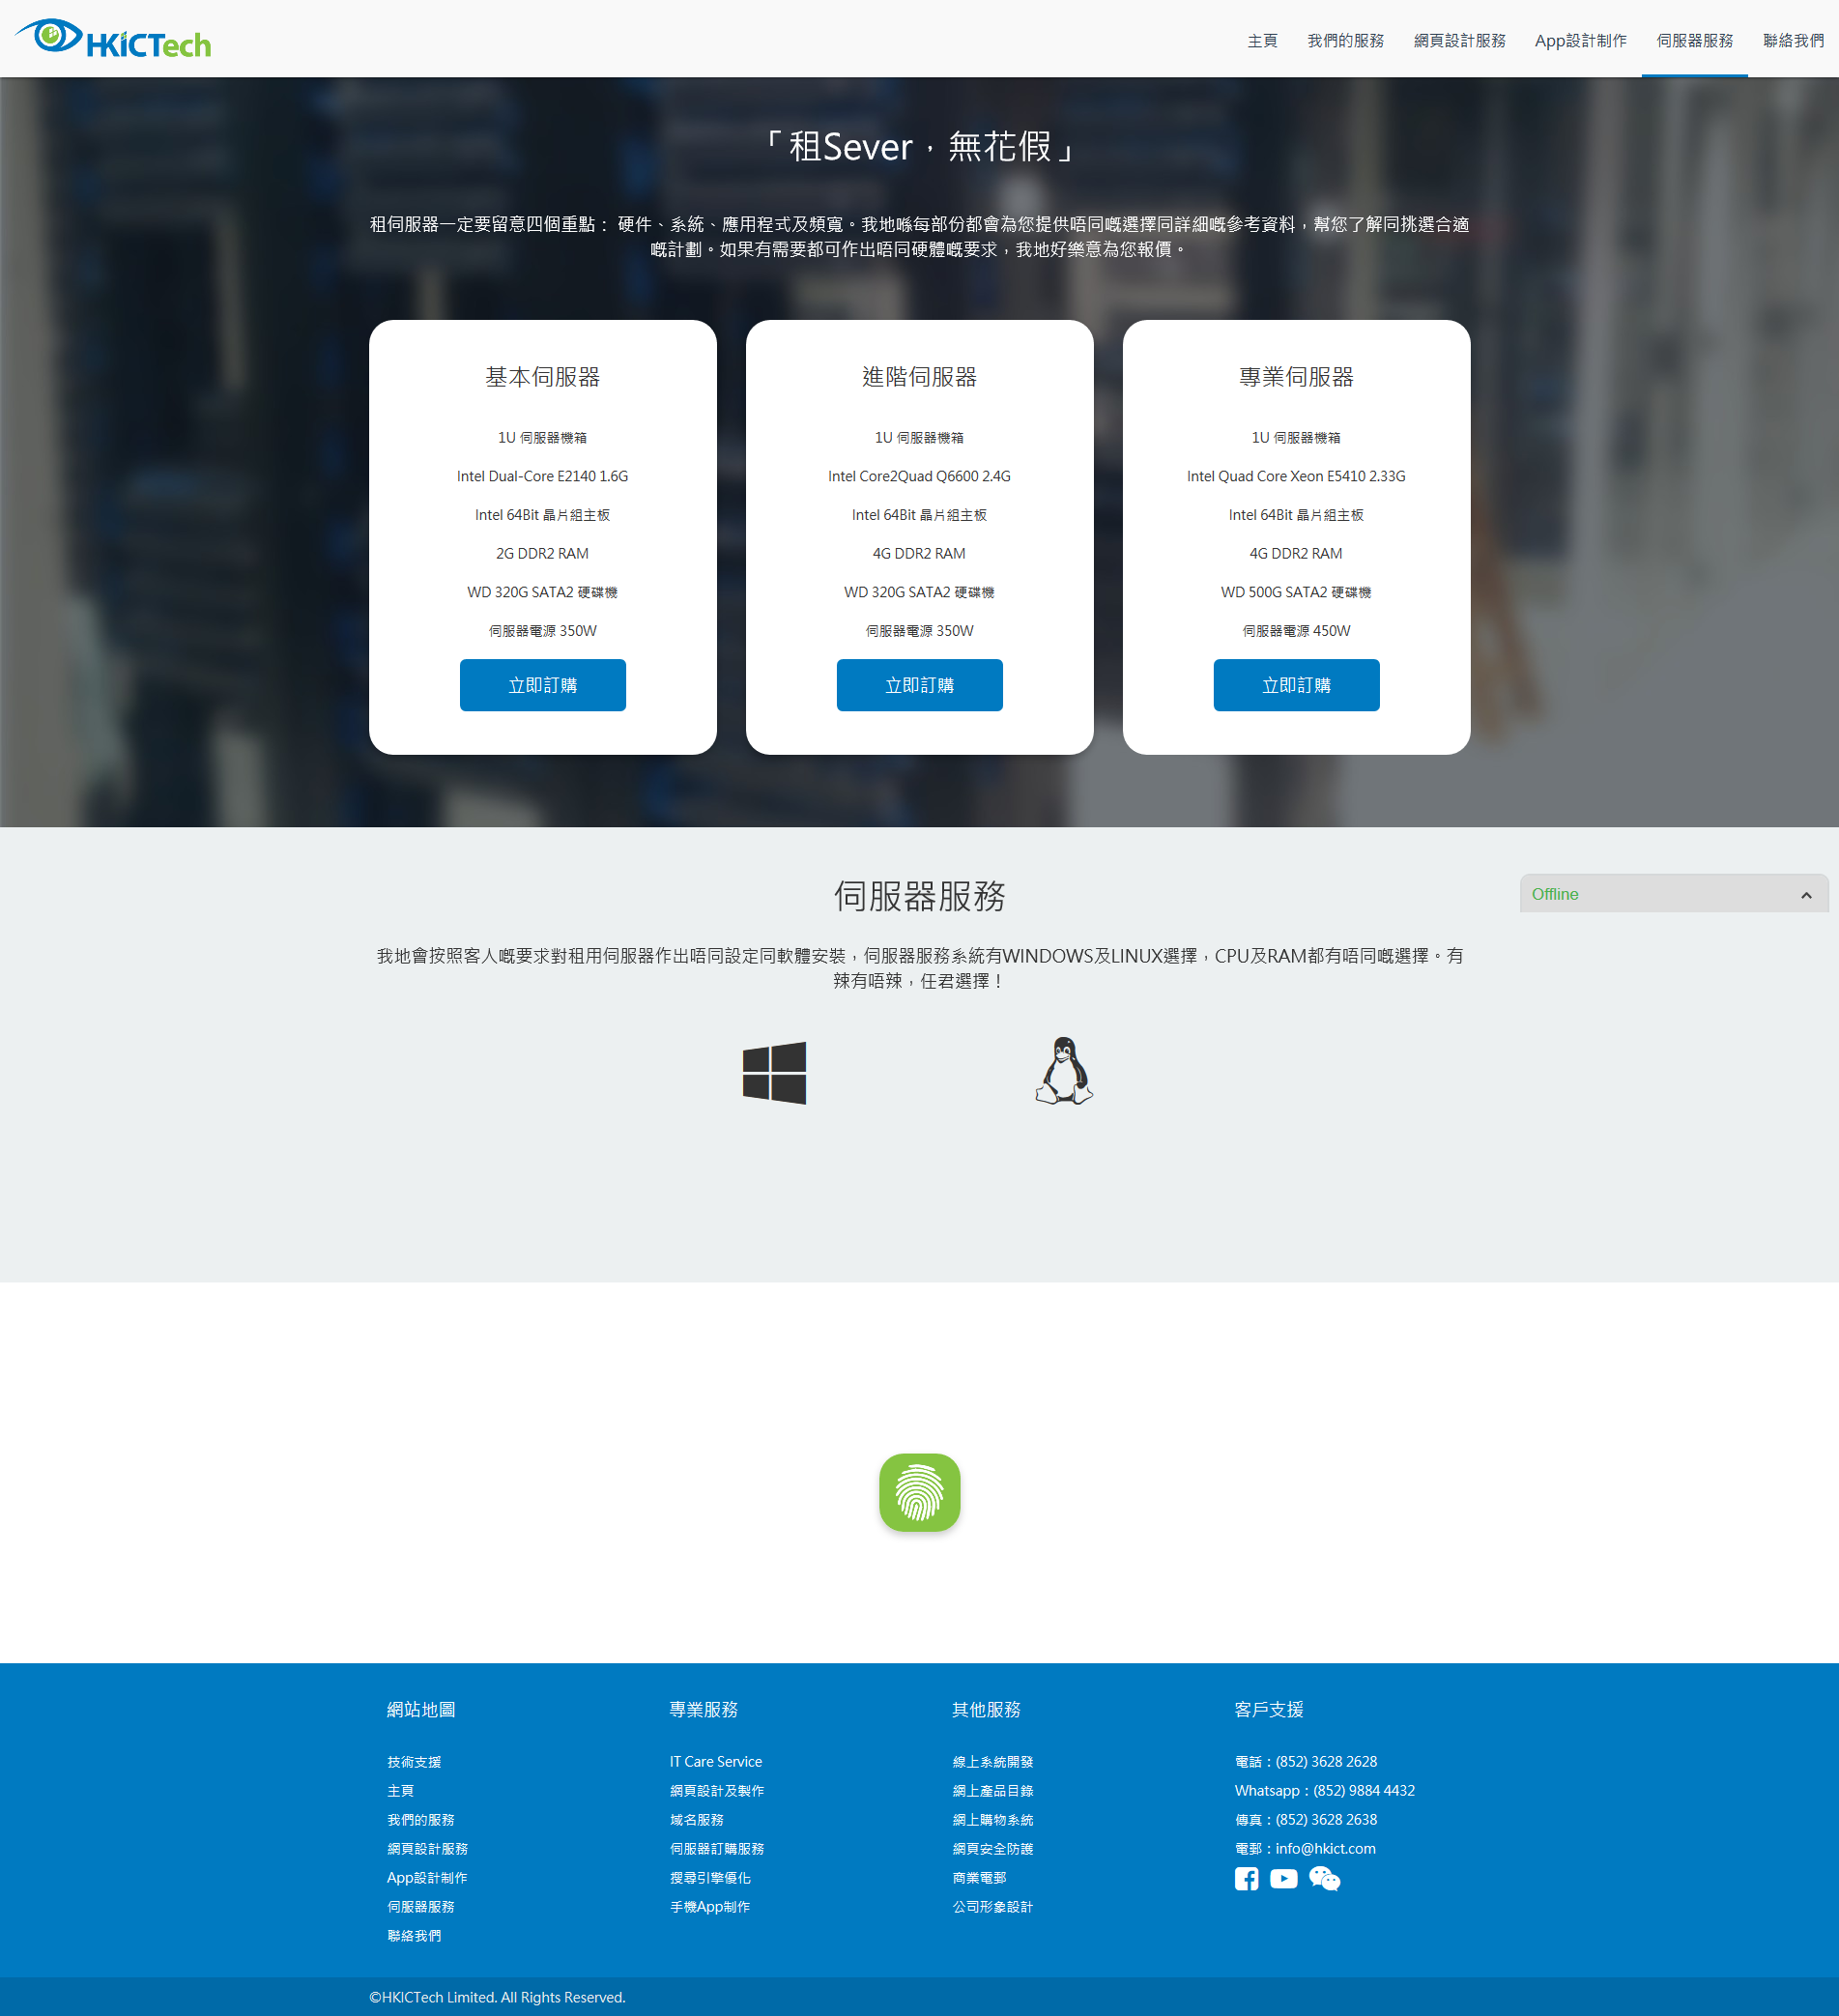 HKICTech
主頁 我們的服務 網頁設計服務 App設計制作 伺服器服務 聯絡我們
「租Sever，無花假」
租伺服器一定要留意四個重點： 硬件、系統、應用程式及頻寬。我地喺每部份都會為您提供唔同嘅選擇同詳細嘅參考資料，幫您了解同挑選合適
嘅計劃。如果有需要都可作出唔同硬體嘅要求，我地好樂意為您報價。
基本伺服器
1U 伺服器機箱
Intel Dual-Core E2140 1.6G
Intel 64Bit 晶片組主板
2G DDR2 RAM
WD 320G SATA2 硬碟機
伺服器電源 350W
立即訂購
進階伺服器
1U 伺服器機箱
Intel Core2Quad Q6600 2.4G
Intel 64Bit 晶片組主板
4G DDR2 RAM
WD 320G SATA2 硬碟機
伺服器電源 350W
立即訂購
專業伺服器
1U 伺服器機箱
Intel Quad Core Xeon E5410 2.33G
Intel 64Bit 晶片組主板
4G DDR2 RAM
WD 500G SATA2 硬碟機
伺服器電源 450W
立即訂購
伺服器服務
Offline
我地會按照客人嘅要求對租用伺服器作出唔同設定同軟體安裝，伺服器服務系統有WINDOWS及LINUX選擇，CPU及RAM都有唔同嘅選擇。有
辣有唔辣，任君選擇！
網站地圖
技術支援
主頁
我們的服務
網頁設計服務
App設計制作
伺服器服務
聯絡我們
專業服務
IT Care Service
網頁設計及製作
域名服務
伺服器訂購服務
搜尋引擎優化
手機App制作
其他服務
線上系統開發
網上產品目錄
網上購物系統
網頁安全防護
商業電郵
公司形象設計
客戶支援
電話：(852) 3628 2628
Whatsapp：(852) 9884 4432
傳真：(852) 3628 2638
電郵：info@hkict.com
©HKICTech Limited. All Rights Reserved.